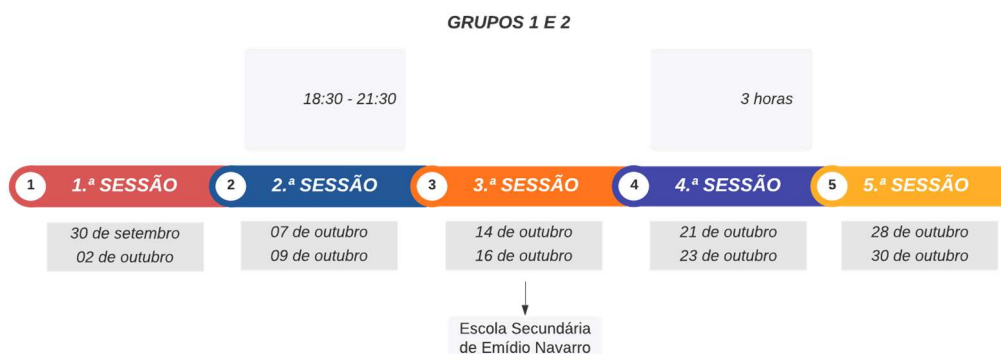 GRUPOS 1 E 2
18:30 - 21:30
3 horas
1
1.ª SESSÃO
2
2.ª SESSÃO
3
3.ª SESSÃO
4
4.ª SESSÃO
5
5.ª SESSÃO
30 de setembro
02 de outubro
07 de outubro
09 de outubro
14 de outubro
16 de outubro
21 de outubro
23 de outubro
28 de outubro
30 de outubro
Escola Secundária
de Emídio Navarro